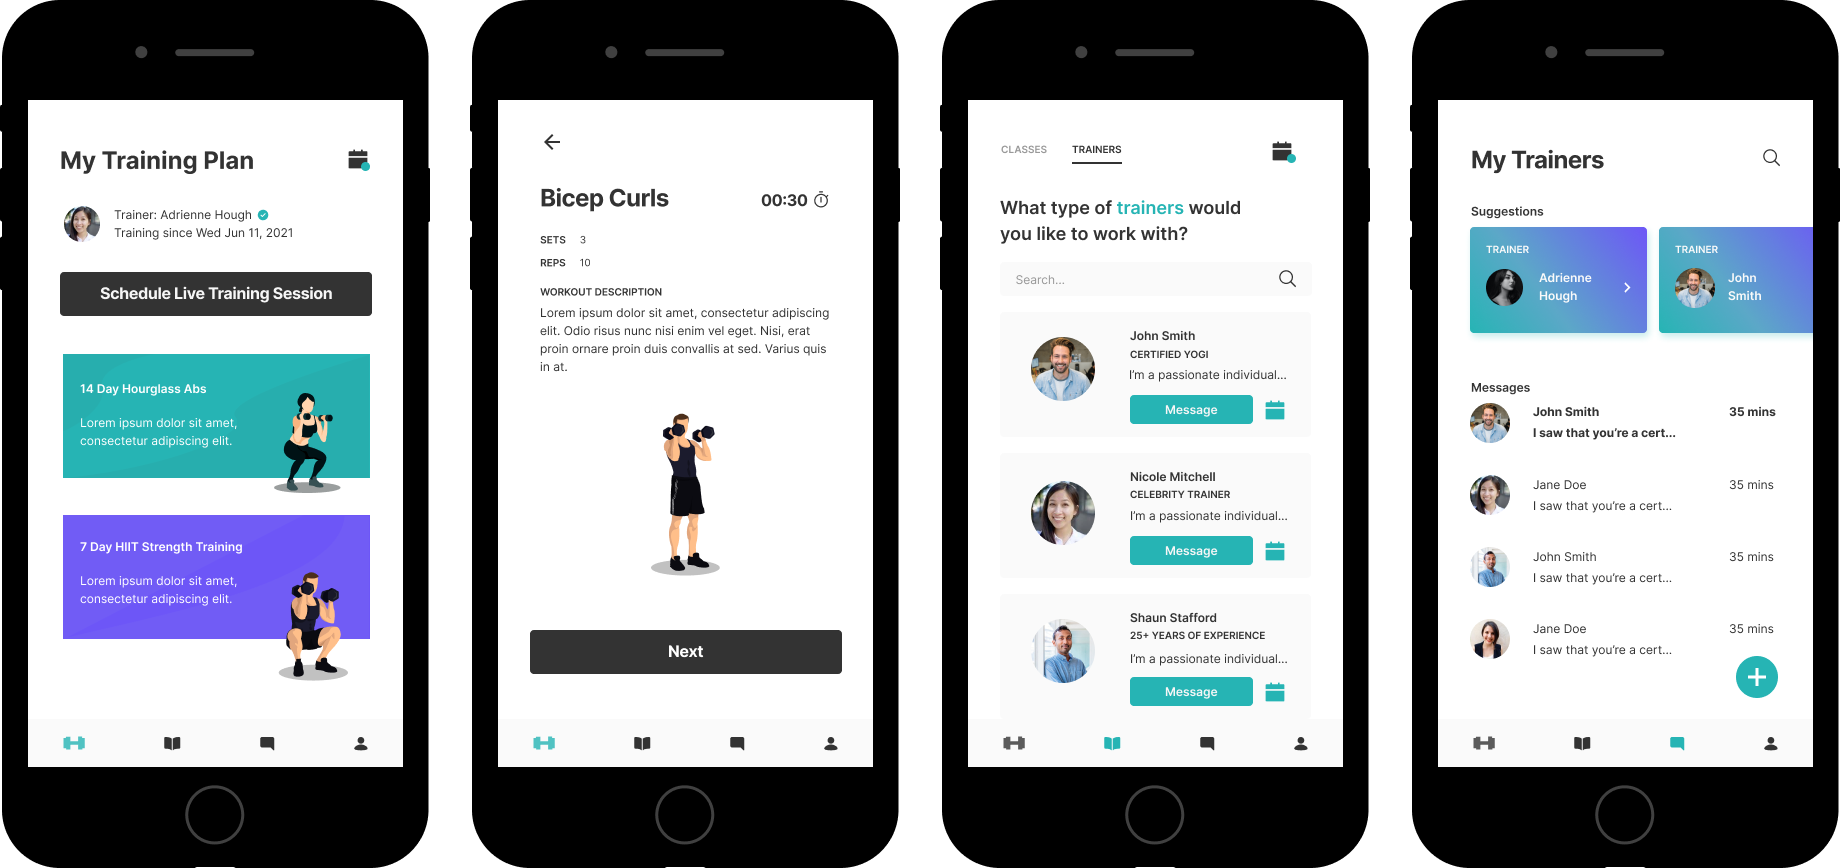 My Training Plan
Trainer: Adrienne Hough
Training since Wed Jun 11, 2021
Schedule Live Training Session
14 Day Hourglass Abs
Lorem ipsum dolor sit amet,
consectetur adipiscing elit.
7 Day HIIT Strength Training
Lorem ipsum dolor sit amet,
consectetur adipiscing elit.
Bicep Curls
00:30
SETS 3
REPS 10
WORKOUT DESCRIPTION
Lorem ipsum dolor sit amet, consectetur adipiscing
elit. Odio risus nunc nisi enim vel eget. Nisi, erat
proin ornare proin duis convallis at sed. Varius quis
in at.
Next
CLASSES TRAINERS
What type of trainers would
you like to work with?
Search...
John Smith
CERTIFIED YOGI
I'm a passionate individual...
Message
Nicole Mitchell
CELEBRITY TRAINER
I'm a passionate individual...
Message
Shaun Stafford
25+ YEARS OF EXPERIENCE
I'm a passionate individual...
Message
My Trainers
Suggestions
TRAINER
Adrienne
Hough
TRAINER
John
Smith
Messages
John Smith 35 mins
I saw that you’re a cert...
Jane Doe 35 mins
I saw that you’re a cert...
John Smith 35 mins
I saw that you’re a cert...
Jane Doe 35 mins
I saw that you’re a cert...